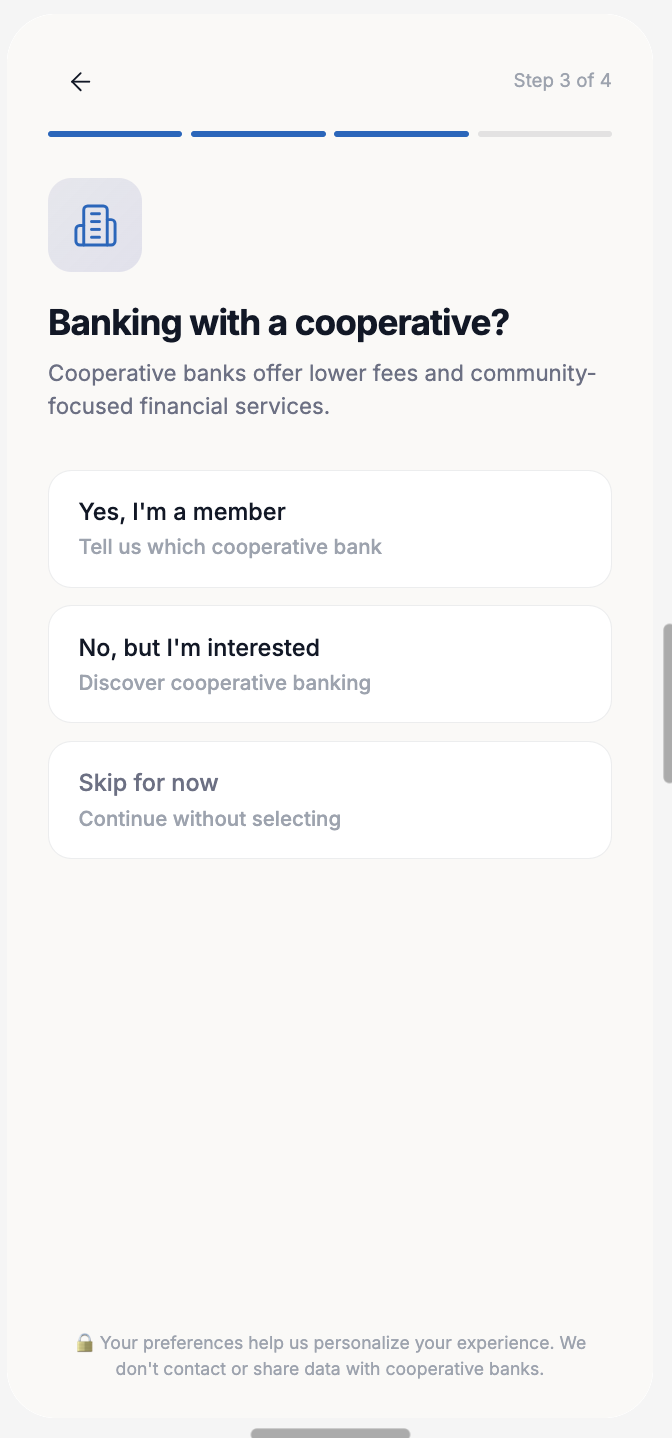 Step 3 of 4
Banking with a cooperative?
Cooperative banks offer lower fees and community-
focused financial services.
Yes, I'm a member
Tell us which cooperative bank
No, but I'm interested
Discover cooperative banking
Skip for now
Continue without selecting
🔒 Your preferences help us personalize your experience. We
don't contact or share data with cooperative banks.